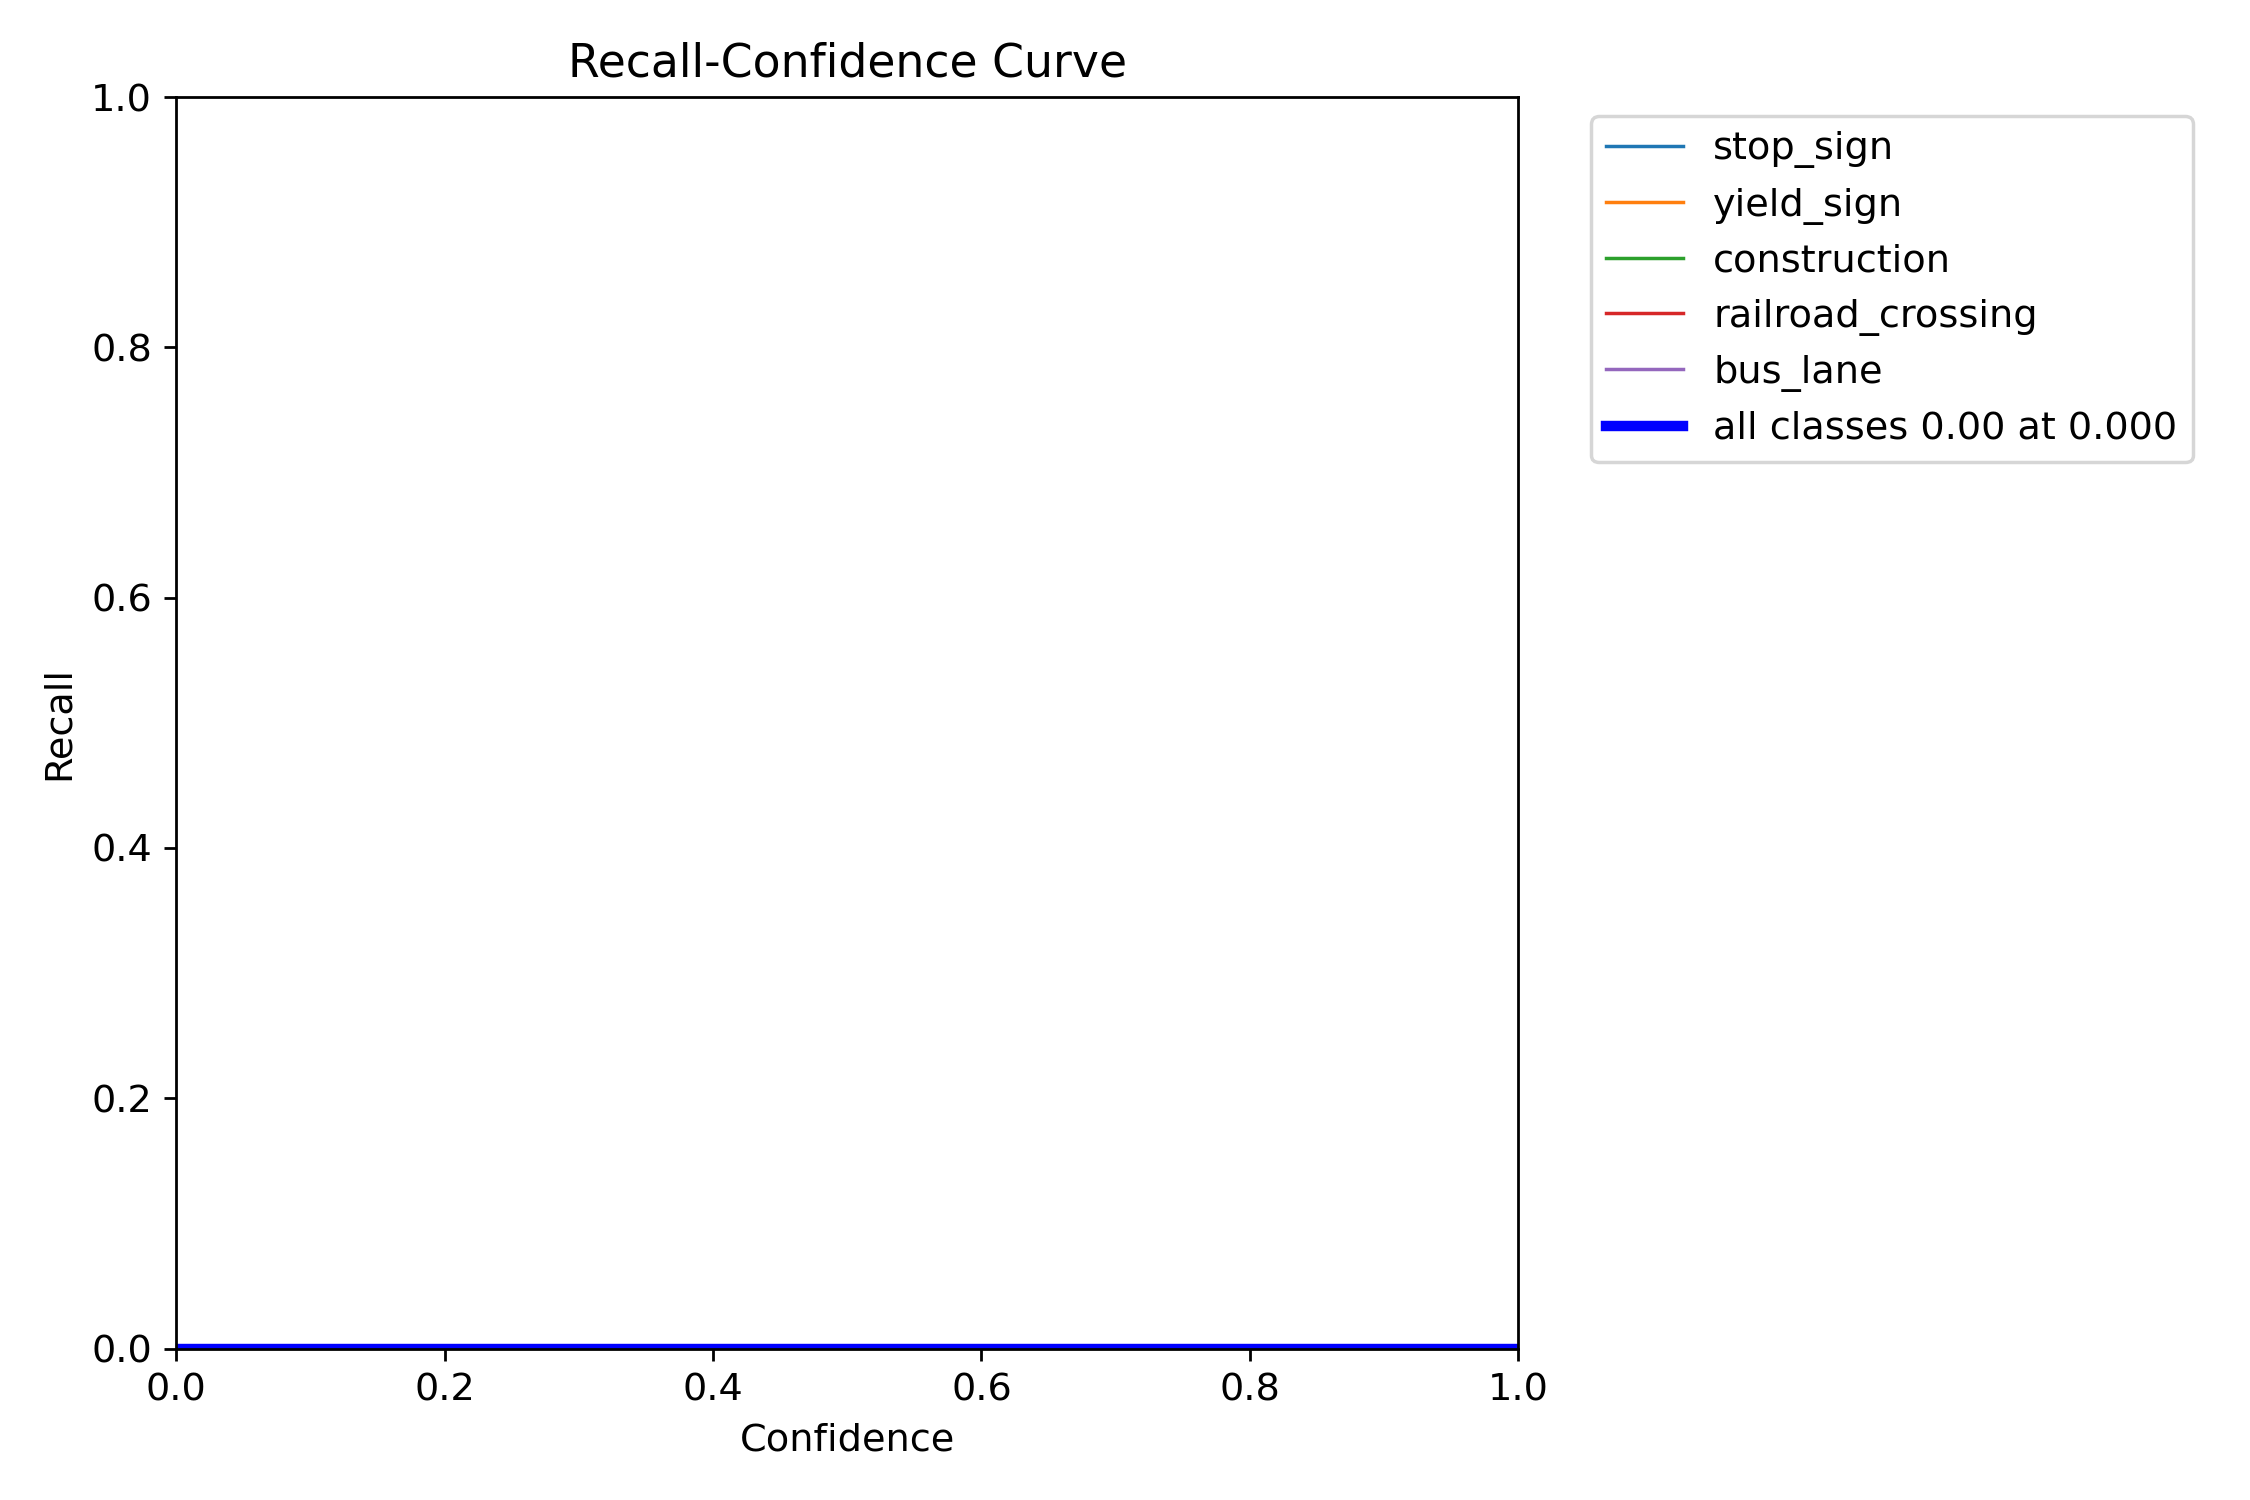 Recall-Confidence Curve
1.0
0.8
0.6
0.4
0.2
0.0
Recall
0.0 0.2 0.4 0.6 0.8 1.0
Confidence
stop_sign
yield_sign
construction
railroad_crossing
bus_lane
all classes 0.00 at 0.000